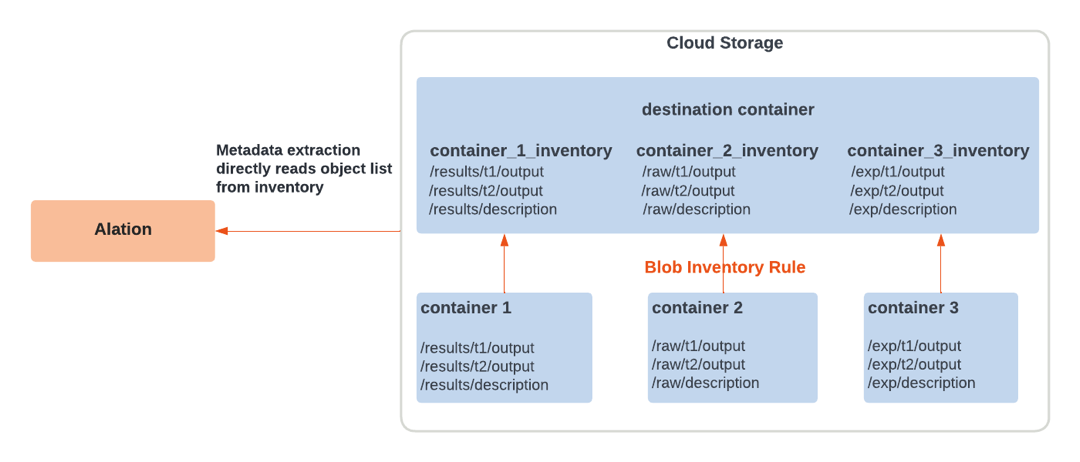 Cloud Storage
destination container
Metadata extraction
directly reads object list
from inventory
Alation
container_1_inventory
/results/t1/output
/results/t2/output
/results/description
container_2_inventory
/raw/t1/output
/raw/t2/output
/raw/description
container_3_inventory
/exp/t1/output
/exp/t2/output
/exp/description
Blob Inventory Rule
container 1
/results/t1/output
/results/t2/output
/results/description
container 2
/raw/t1/output
/raw/t2/output
/raw/description
container 3
/exp/t1/output
/exp/t2/output
/exp/description